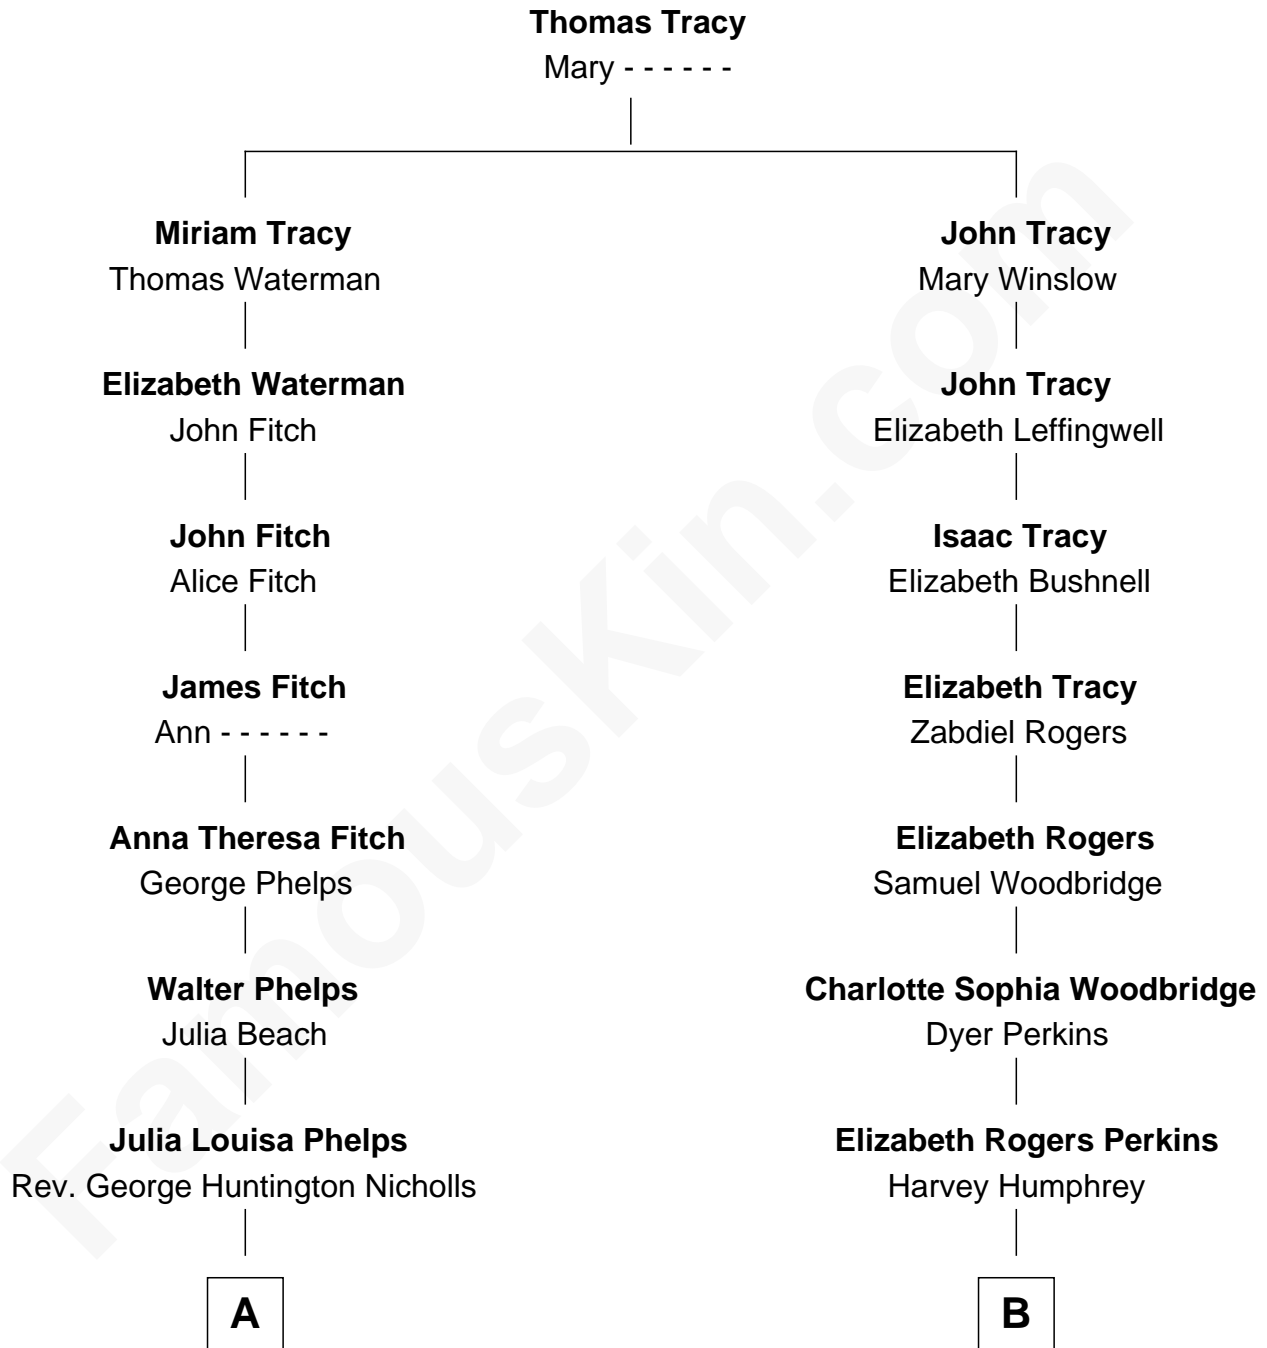 Thomas Tracy
Mary - - - - - -
Miriam Tracy
Thomas Waterman
John Tracy
Mary Winslow
Elizabeth Waterman
John Fitch
John Tracy
Elizabeth Leffingwell
John Fitch
Alice Fitch
Isaac Tracy
Elizabeth Bushnell
James Fitch
Ann - - - - - -
Elizabeth Tracy
Zabdiel Rogers
Anna Theresa Fitch
George Phelps
Elizabeth Rogers
Samuel Woodbridge
Walter Phelps
Julia Beach
Charlotte Sophia Woodbridge
Dyer Perkins
Julia Louisa Phelps
Rev. George Huntington Nicholls
Elizabeth Rogers Perkins
Harvey Humphrey
A
B
FamousKin.com